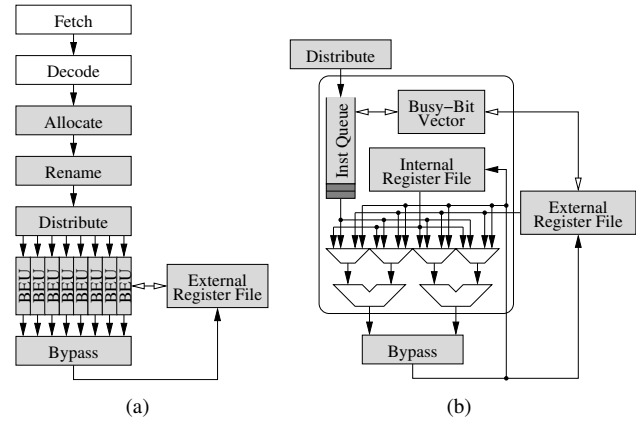 Fetch
Decode
Allocate
Rename
Distribute
BEU BEU BEU BEU BEU BEU BEU BEU
External
Register File
Bypass
(a)
Distribute
Inst Queue
Busy-Bit
Vector
Internal
Register File
External
Register File
Bypass
(b)